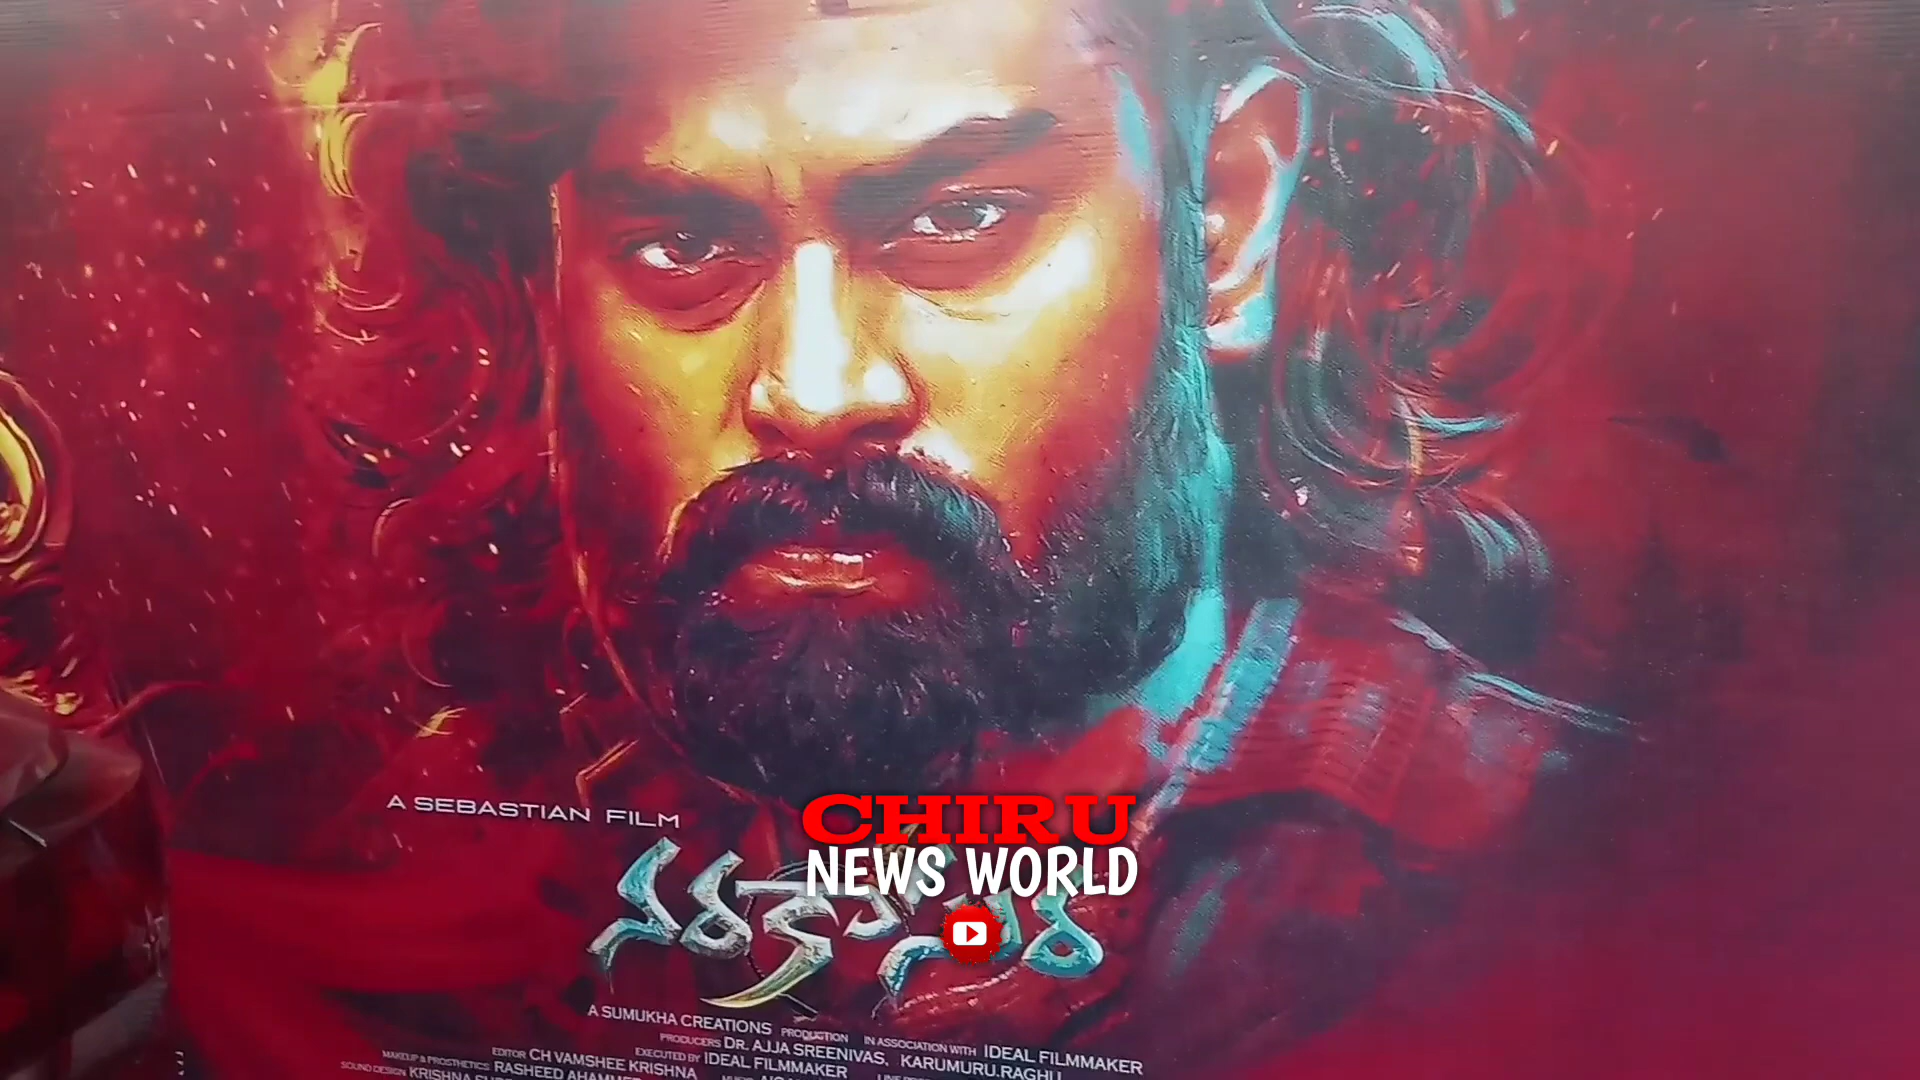 A SEBASTIAN FILM
CHIRU
NEWS WORLD
నరకాసుర
A SUMUKHA CREATIONS PRODUCTION IN ASSOCIATION WITH IDEAL FILMMAKER
PRODUCERS DR. AJJA SREENIVAS, KARUMURU.RAGHU
EDITOR CH VAMSHEE KRISHNA EXECUTED BY IDEAL FILMMAKER
MAKEUP & PROSTHETICS: RASHEED AHAMMED
SOUND DESIGN KRISHNA